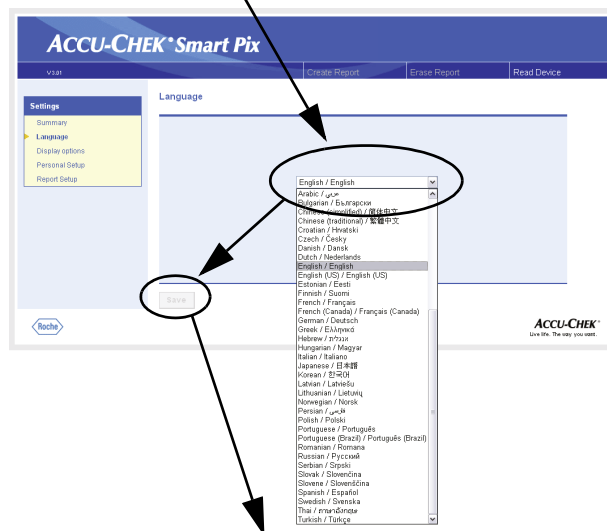 ACCU-CHEK® Smart Pix
V3.01
Create Report
Erase Report
Read Device
Settings
Summary
Language
Display options
Personal Setup
Report Setup
Language
English / English
Arabic / عربي
Bulgarian / Български
Chinese (simplified) / 简体中文
Chinese (traditional) / 繁體中文
Croatian / Hrvatski
Czech / Česky
Danish / Dansk
Dutch / Nederlands
English / English
English (US) / English (US)
Estonian / Eesti
Finnish / Suomi
French / Français
French (Canada) / Français (Canada)
German / Deutsch
Greek / Ελληνικά
Hebrew / אנגלית
Hungarian / Magyar
Italian / Italiano
Japanese / 日本語
Korean / 한국어
Latvian / Latviešu
Lithuanian / Lietuvių
Norwegian / Norsk
Persian / فارسی
Polish / Polski
Portuguese / Português
Portuguese (Brazil) / Português (Brazil)
Romanian / Romana
Russian / Русский
Serbian / Srpski
Slovak / Slovenčina
Slovene / Slovenščina
Spanish / Español
Swedish / Svenska
Thai / ภาษาอังกฤษ
Turkish / Türkçe
Save
Roche
ACCU-CHEK®
Live life. The way you want.